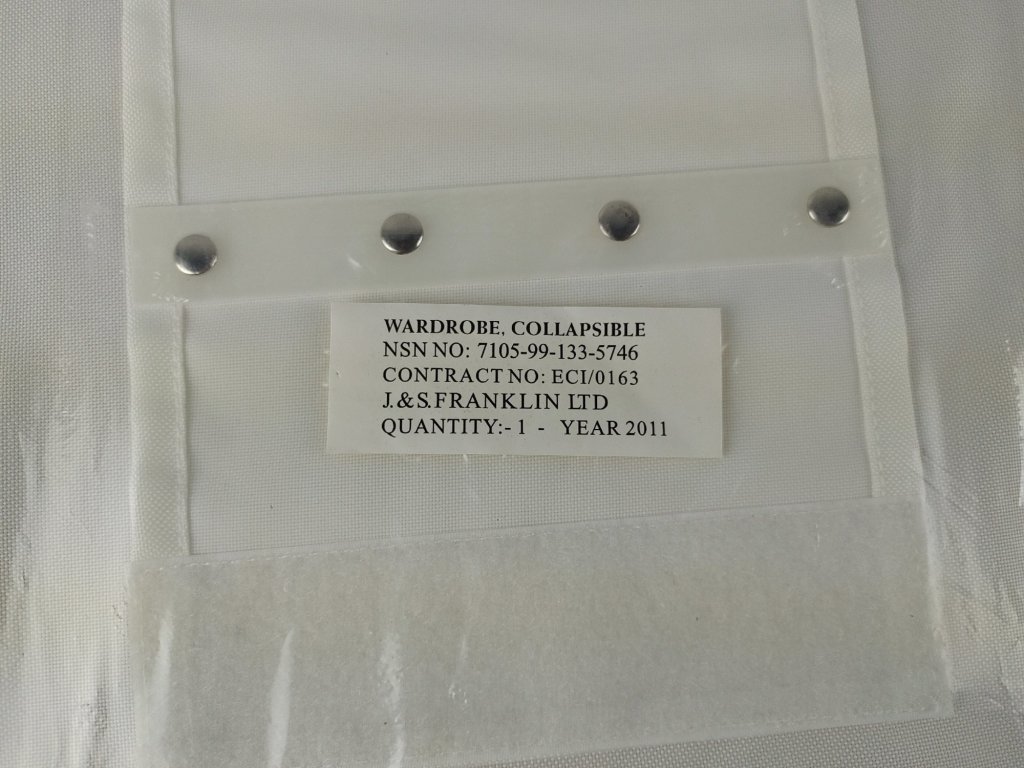 WARDROBE, COLLAPSIBLE
NSN NO: 7105-99-133-5746
CONTRACT NO: ECI/0163
J.&S.FRANKLIN LTD
QUANTITY:- 1 - YEAR 2011